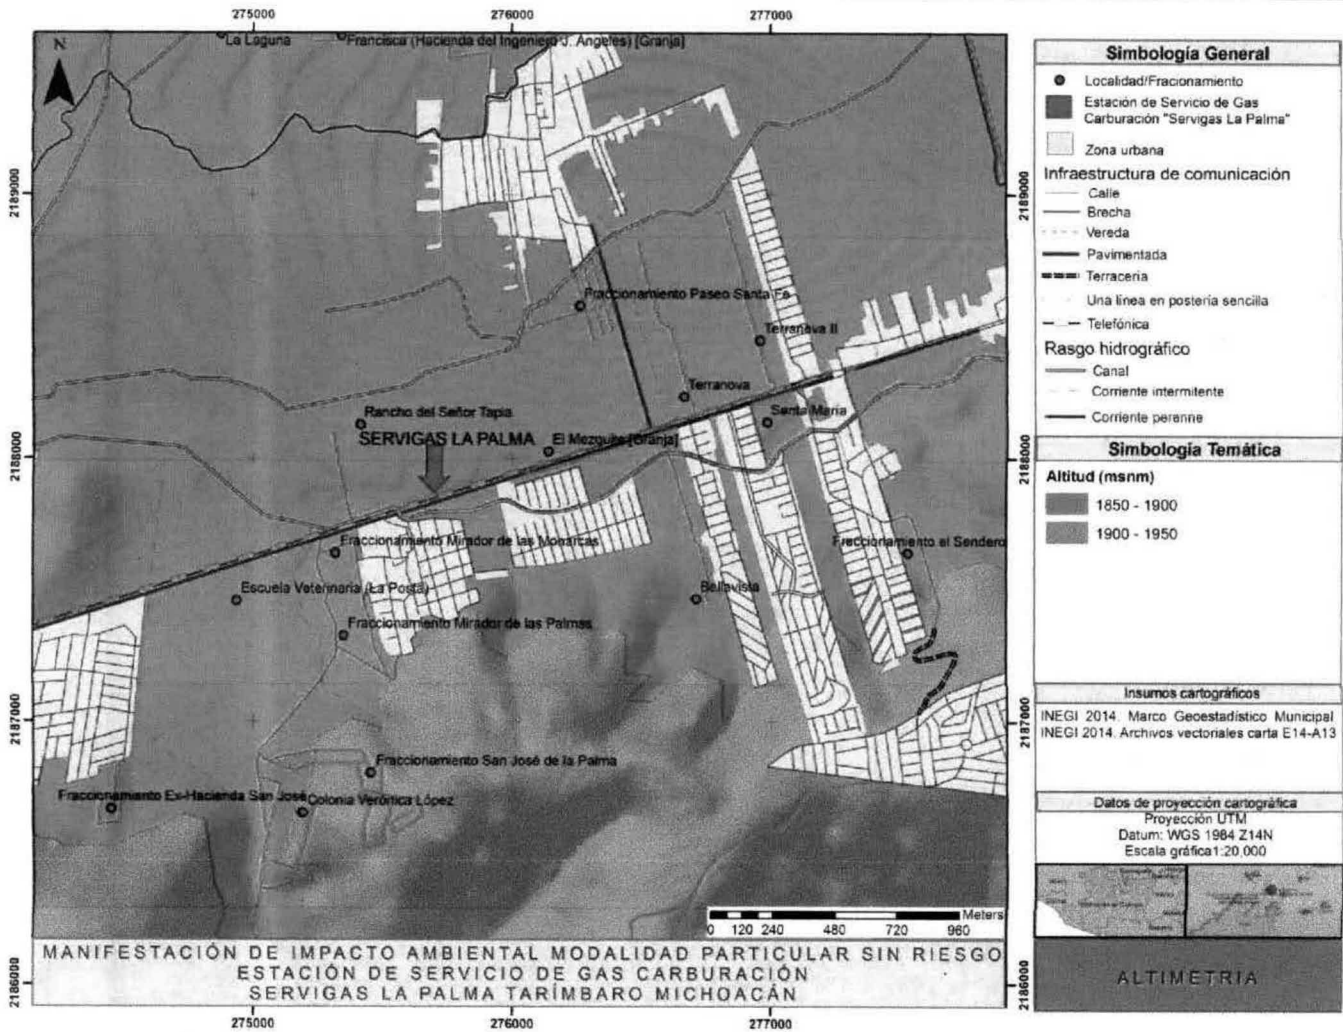 275000
276000
277000
N
La Laguna
Francisca (Hacienda del Ingeniero J. Angeles) [Granja]
2189000
2189000
Fraccionamiento Paseo Santa Fe
Terranova II
Terranova
Rancho del Señor Tapia
Santa María
SERVIGAS LA PALMA
El Mezquite [Granja]
2188000
2188000
Fraccionamiento Mirador de las Monarcas
Fraccionamiento el Sendero
Escuela Veterinaria (La Posta)
Bellavista
Fraccionamiento Mirador de las Palmas
2187000
2187000
Fraccionamiento San José de la Palma
Fraccionamiento Ex-Hacienda San José
Colonia Verónica López
Meters
0 120 240 480 720 960
MANIFESTACIÓN DE IMPACTO AMBIENTAL MODALIDAD PARTICULAR SIN RIESGO
ESTACIÓN DE SERVICIO DE GAS CARBURACIÓN
SERVIGAS LA PALMA TARÍMBARO MICHOACÁN
2186000
2186000
275000
276000
277000
Simbología General
Localidad/Fracionamiento
Estación de Servicio de Gas
Carburación "Servigas La Palma"
Zona urbana
Infraestructura de comunicación
Calle
Brecha
Vereda
Pavimentada
Terracería
Una línea en postería sencilla
Telefónica
Rasgo hidrográfico
Canal
Corriente intermitente
Corriente perenne
Simbología Temática
Altitud (msnm)
1850 - 1900
1900 - 1950
Insumos cartográficos
INEGI 2014. Marco Geoestadístico Municipal
INEGI 2014. Archivos vectoriales carta E14-A13
Datos de proyección cartográfica
Proyección UTM
Datum: WGS 1984 Z14N
Escala gráfica1:20,000
ALTIMETRIA